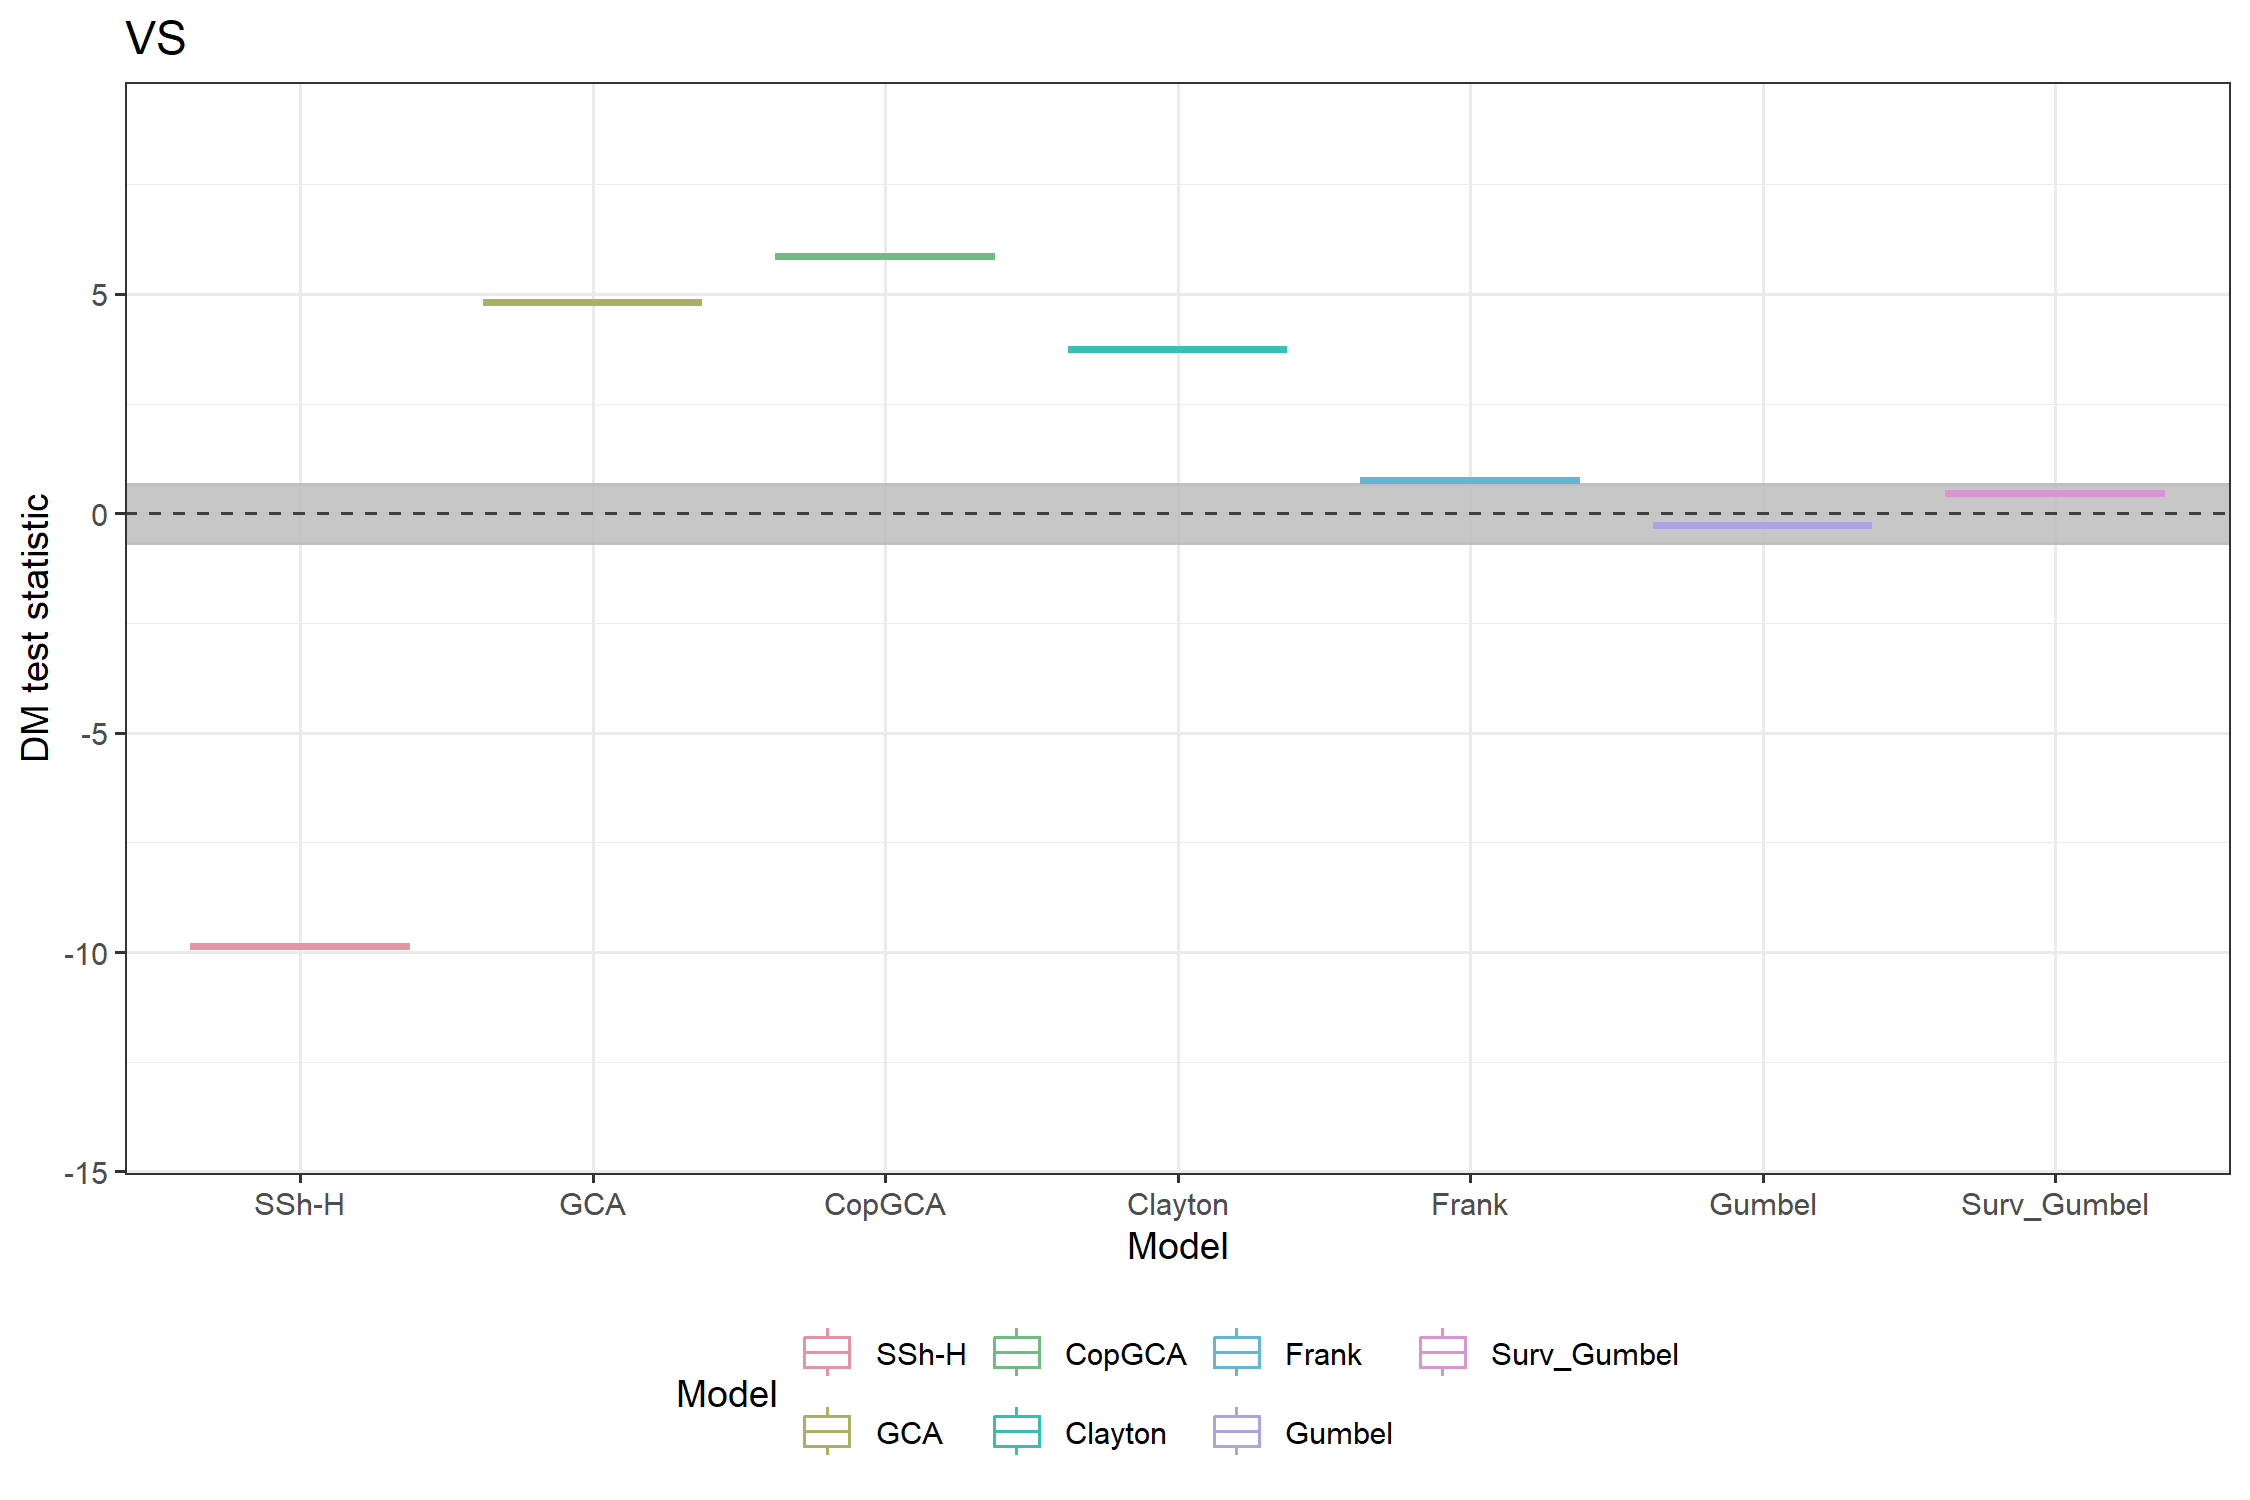 VS
DM test statistic
5
0
-5
-10
-15
SSh-H GCA CopGCA Clayton Frank Gumbel Surv_Gumbel
Model
Model
SSh-H CopGCA Frank Surv_Gumbel
GCA Clayton Gumbel